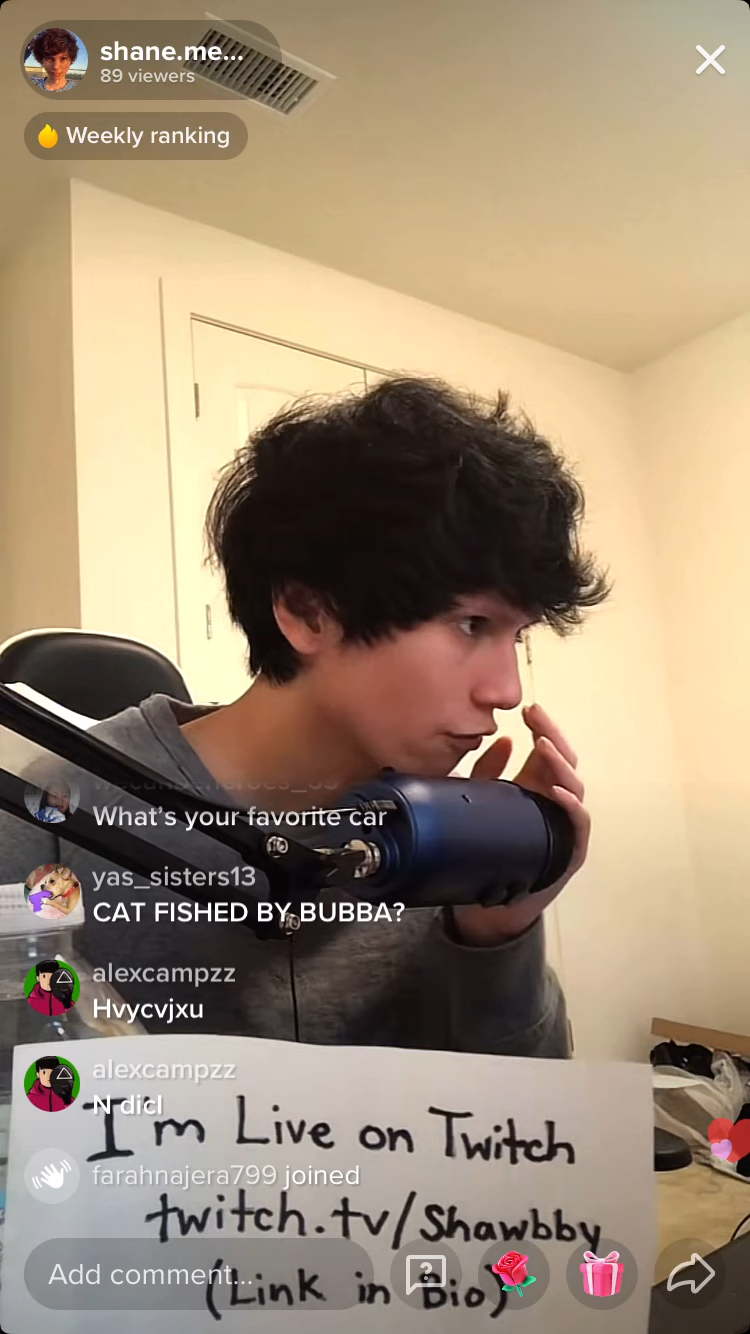 shane.me...
89 viewers
Weekly ranking
What's your favorite car
yas_sisters13
CAT FISHED BY BUBBA?
alexcampzz
Hvycvjxu
alexcampzz
N dicl
I'm Live on Twitch
farahnajera799 joined
twitch.tv/Shawbby
Add comment...
(Link in Bio)